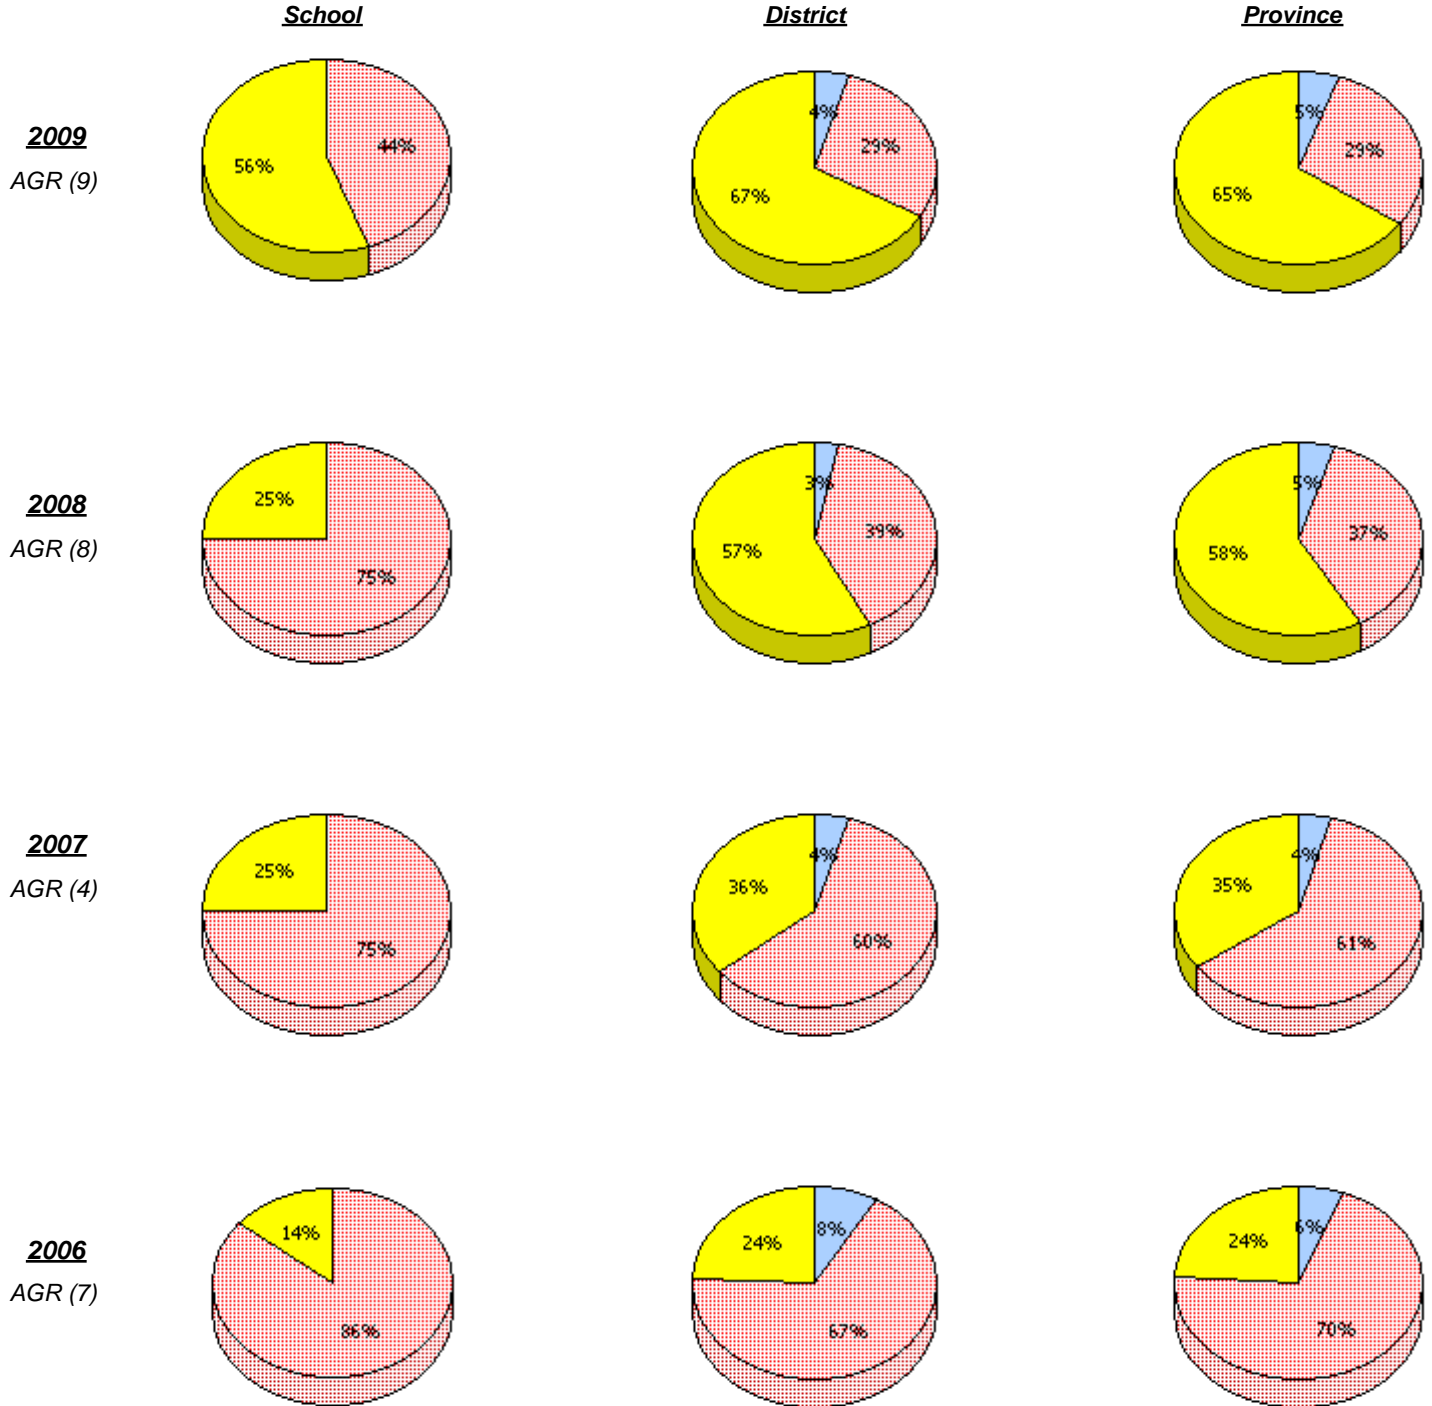 School District Province
2009
AGR (9)
56% 44%
4% 29% 67%
5% 29% 65%
2008
AGR (8)
25% 75%
3% 39% 57%
5% 37% 58%
2007
AGR (4)
25% 75%
4% 36% 60%
4% 35% 61%
2006
AGR (7)
14% 86%
8% 24% 67%
6% 24% 70%